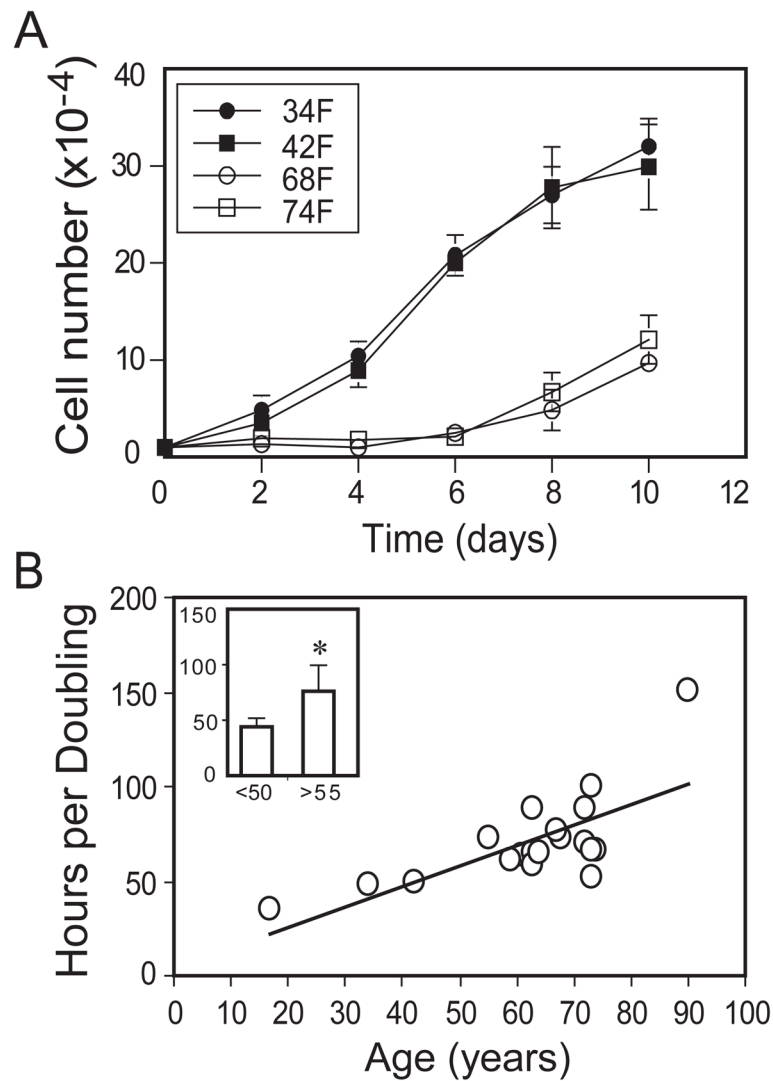 A
Cell number (x10-4)
40
30
20
10
0
34F
42F
68F
74F
0 2 4 6 8 10 12
Time (days)
B
Hours per Doubling
200
150
100
50
0
150
100
50
0
*
<50 >55
0 10 20 30 40 50 60 70 80 90 100
Age (years)